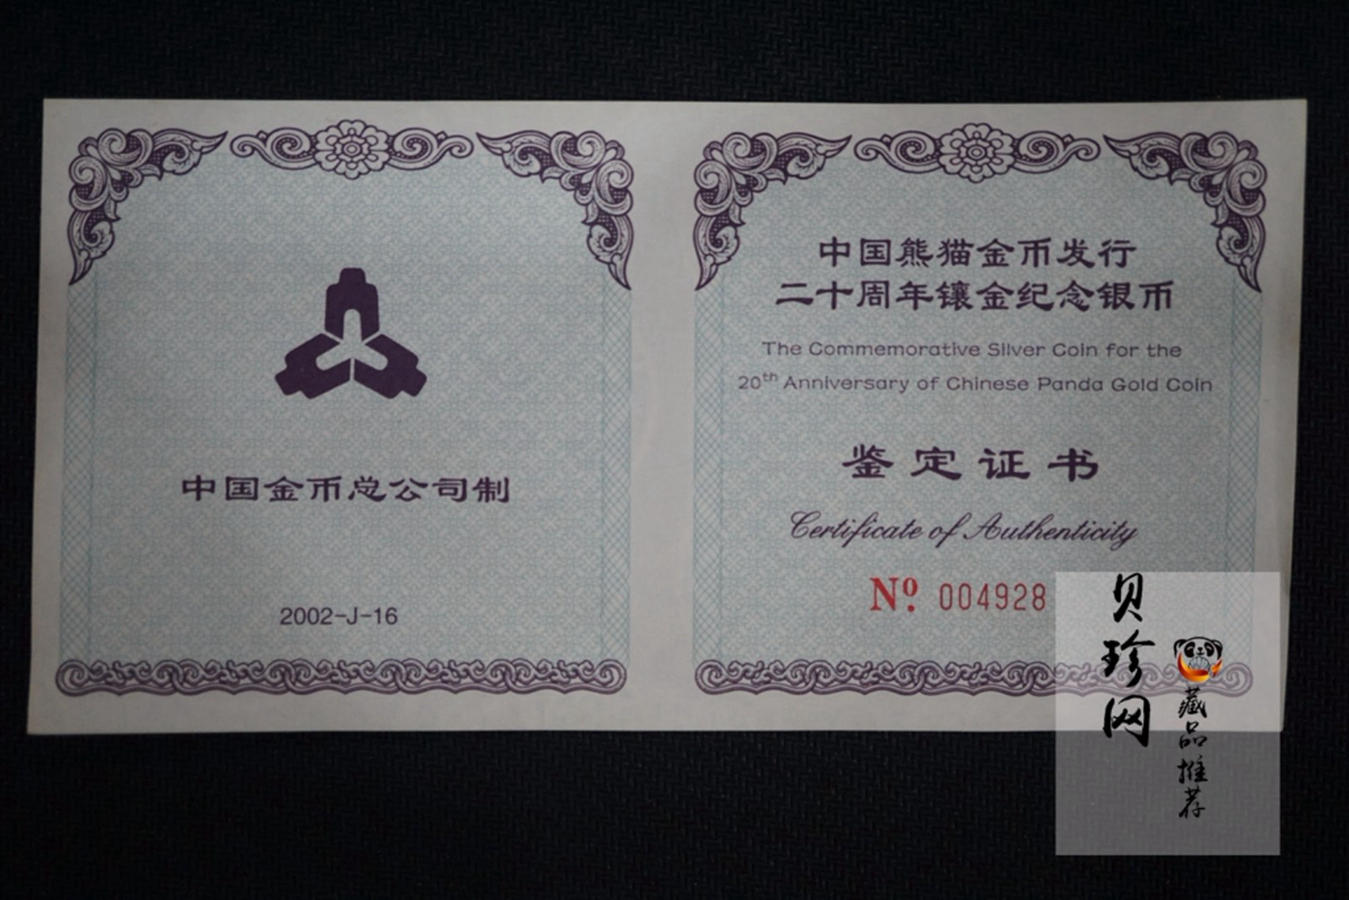 中国金币总公司制
2002-J-16
中国熊猫金币发行
二十周年镶金纪念银币
The Commemorative Silver Coin for the
20th Anniversary of Chinese Panda Gold Coin
鉴定证书
Certificate of Authenticity
Nº 004928
贝珍网
藏品推荐